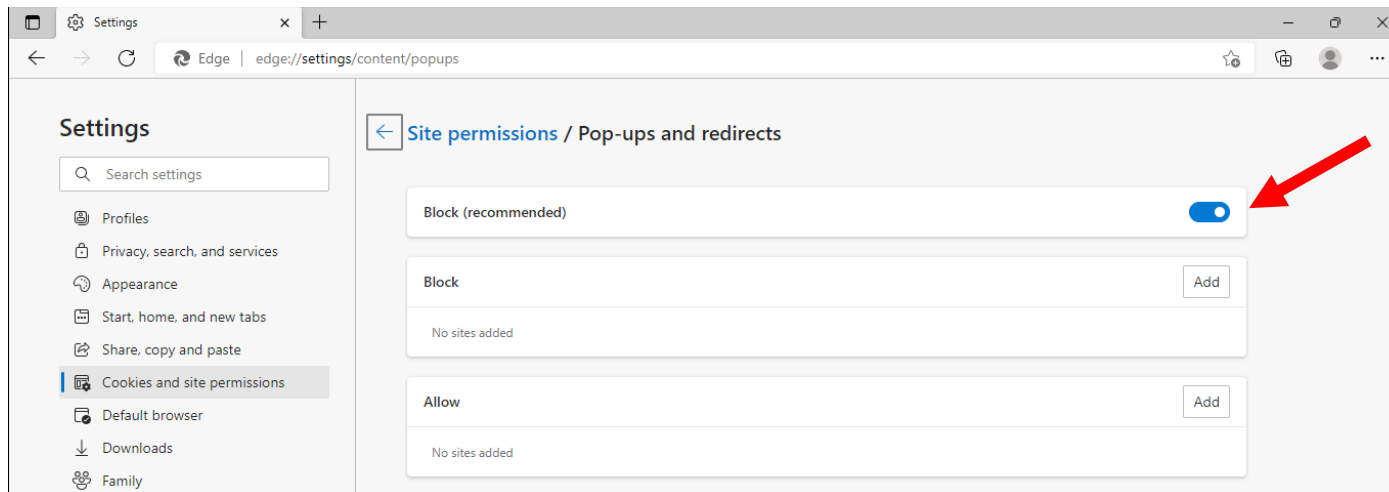 Settings
Edge | edge://settings/content/popups
Settings
Search settings
Profiles
Privacy, search, and services
Appearance
Start, home, and new tabs
Share, copy and paste
Cookies and site permissions
Default browser
Downloads
Family
Site permissions / Pop-ups and redirects
Block (recommended)
Block Add
No sites added
Allow Add
No sites added